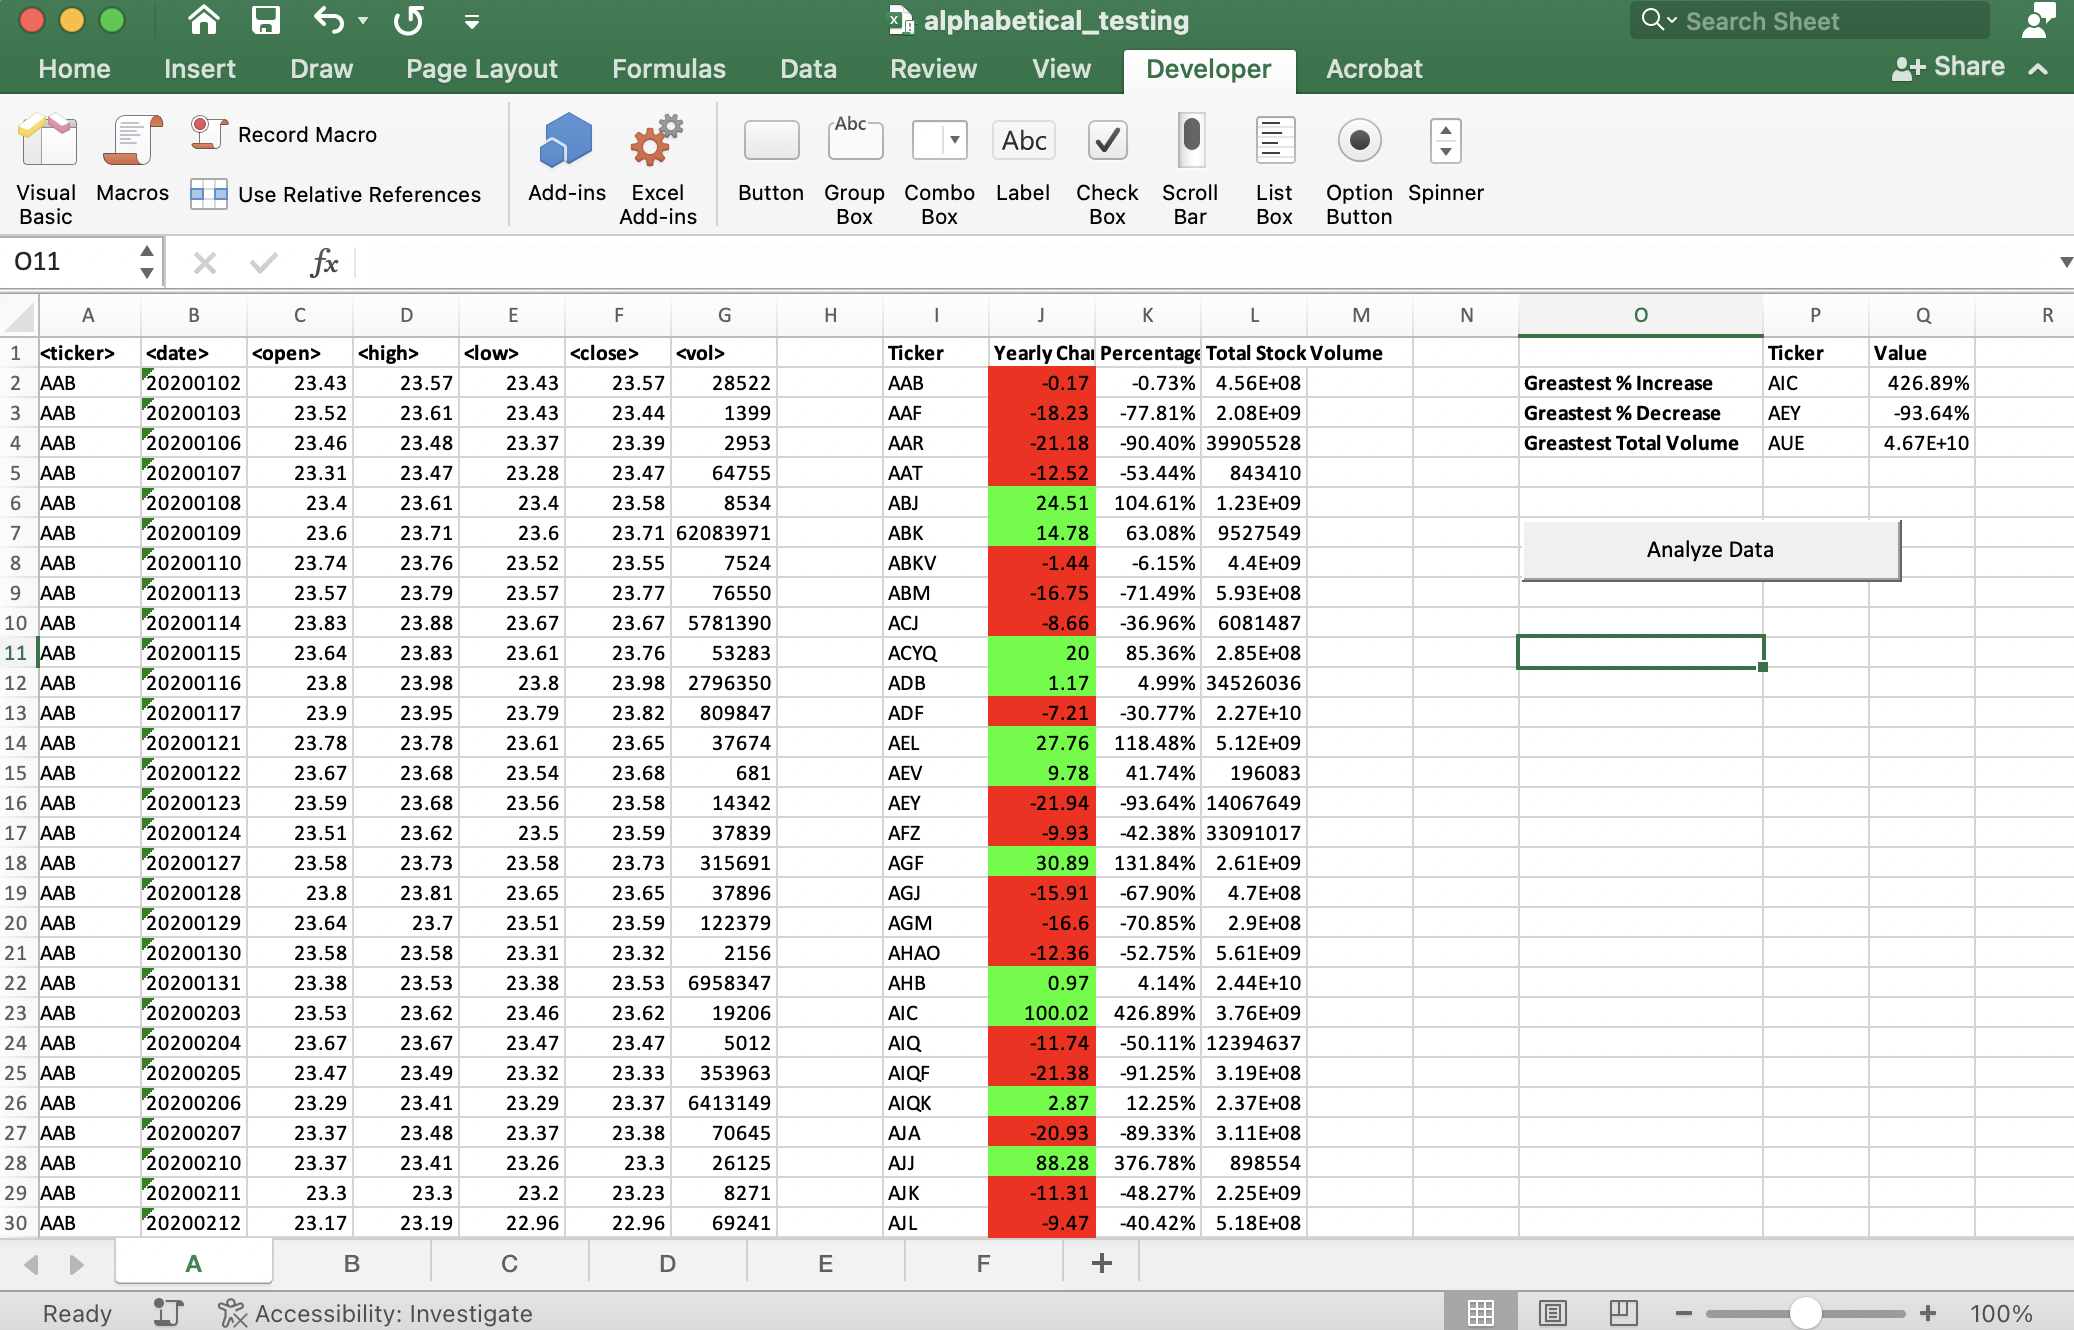 alphabetical_testing
Search Sheet
Home Insert Draw Page Layout Formulas Data Review View Developer Acrobat Share
Visual Basic
Macros
Record Macro
Use Relative References
Add-ins
Excel Add-ins
Button
Abc
Group Box
Combo Box
Abc
Label
Check Box
Scroll Bar
List Box
Option Button
Spinner
O11 fx
A B C D E F G H I J K L M N O P Q R
1 <ticker> <date> <open> <high> <low> <close> <vol> Ticker Yearly Chan Percentage Total Stock Volume Ticker Value
2 AAB 20200102 23.43 23.57 23.43 23.57 28522 AAB -0.17 -0.73% 4.56E+08 Greastest % Increase AIC 426.89%
3 AAB 20200103 23.52 23.61 23.43 23.44 1399 AAF -18.23 -77.81% 2.08E+09 Greastest % Decrease AEY -93.64%
4 AAB 20200106 23.46 23.48 23.37 23.39 2953 AAR -21.18 -90.40% 39905528 Greastest Total Volume AUE 4.67E+10
5 AAB 20200107 23.31 23.47 23.28 23.47 64755 AAT -12.52 -53.44% 843410
6 AAB 20200108 23.4 23.61 23.4 23.58 8534 ABJ 24.51 104.61% 1.23E+09
7 AAB 20200109 23.6 23.71 23.6 23.71 62083971 ABK 14.78 63.08% 9527549
Analyze Data
8 AAB 20200110 23.74 23.76 23.52 23.55 7524 ABKV -1.44 -6.15% 4.4E+09
9 AAB 20200113 23.57 23.79 23.57 23.77 76550 ABM -16.75 -71.49% 5.93E+08
10 AAB 20200114 23.83 23.88 23.67 23.67 5781390 ACJ -8.66 -36.96% 6081487
11 AAB 20200115 23.64 23.83 23.61 23.76 53283 ACYQ 20 85.36% 2.85E+08
12 AAB 20200116 23.8 23.98 23.8 23.98 2796350 ADB 1.17 4.99% 34526036
13 AAB 20200117 23.9 23.95 23.79 23.82 809847 ADF -7.21 -30.77% 2.27E+10
14 AAB 20200121 23.78 23.78 23.61 23.65 37674 AEL 27.76 118.48% 5.12E+09
15 AAB 20200122 23.67 23.68 23.54 23.68 681 AEV 9.78 41.74% 196083
16 AAB 20200123 23.59 23.68 23.56 23.58 14342 AEY -21.94 -93.64% 14067649
17 AAB 20200124 23.51 23.62 23.5 23.59 37839 AFZ -9.93 -42.38% 33091017
18 AAB 20200127 23.58 23.73 23.58 23.73 315691 AGF 30.89 131.84% 2.61E+09
19 AAB 20200128 23.8 23.81 23.65 23.65 37896 AGJ -15.91 -67.90% 4.7E+08
20 AAB 20200129 23.64 23.7 23.51 23.59 122379 AGM -16.6 -70.85% 2.9E+08
21 AAB 20200130 23.58 23.58 23.31 23.32 2156 AHAO -12.36 -52.75% 5.61E+09
22 AAB 20200131 23.38 23.53 23.38 23.53 6958347 AHB 0.97 4.14% 2.44E+10
23 AAB 20200203 23.53 23.62 23.46 23.62 19206 AIC 100.02 426.89% 3.76E+09
24 AAB 20200204 23.67 23.67 23.47 23.47 5012 AIQ -11.74 -50.11% 12394637
25 AAB 20200205 23.47 23.49 23.32 23.33 353963 AIQF -21.38 -91.25% 3.19E+08
26 AAB 20200206 23.29 23.41 23.29 23.37 6413149 AIQK 2.87 12.25% 2.37E+08
27 AAB 20200207 23.37 23.48 23.37 23.38 70645 AJA -20.93 -89.33% 3.11E+08
28 AAB 20200210 23.37 23.41 23.26 23.3 26125 AJJ 88.28 376.78% 898554
29 AAB 20200211 23.3 23.3 23.2 23.23 8271 AJK -11.31 -48.27% 2.25E+09
30 AAB 20200212 23.17 23.19 22.96 22.96 69241 AJL -9.47 -40.42% 5.18E+08
A B C D E F +
Ready Accessibility: Investigate 100%